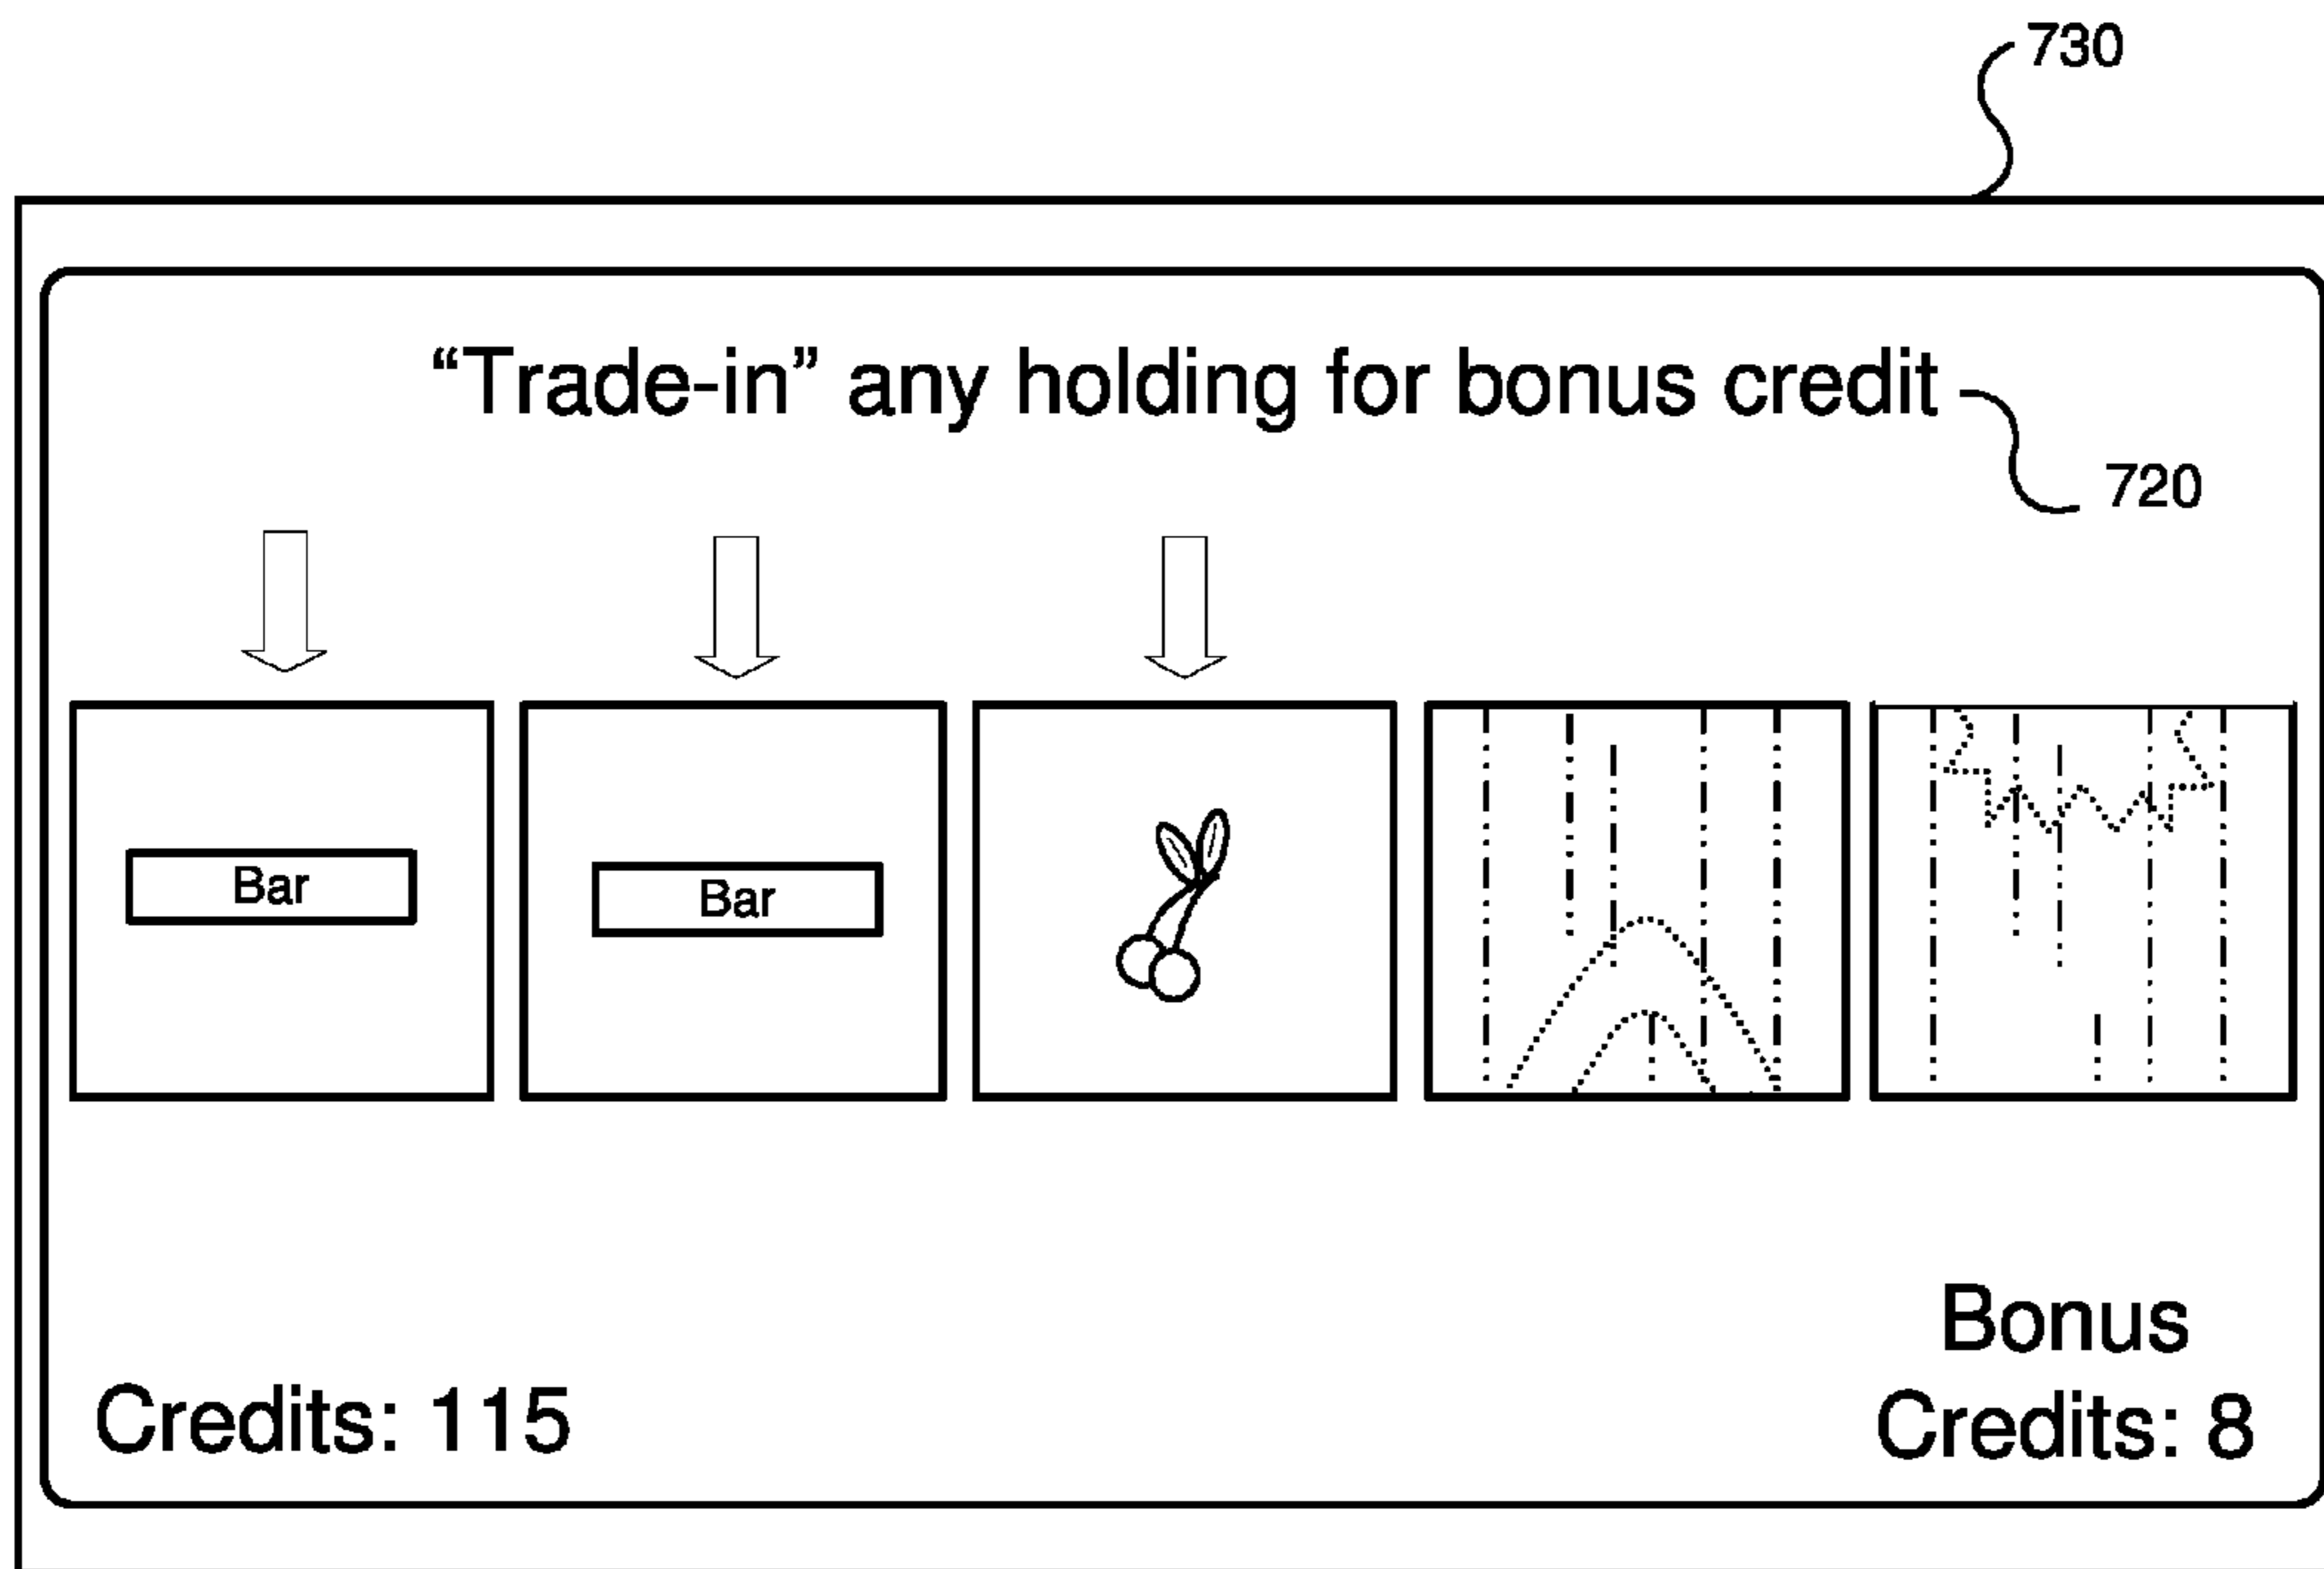 730
“Trade-in” any holding for bonus credit
720
Bar
Bar
Bonus
Credits: 115
Credits: 8